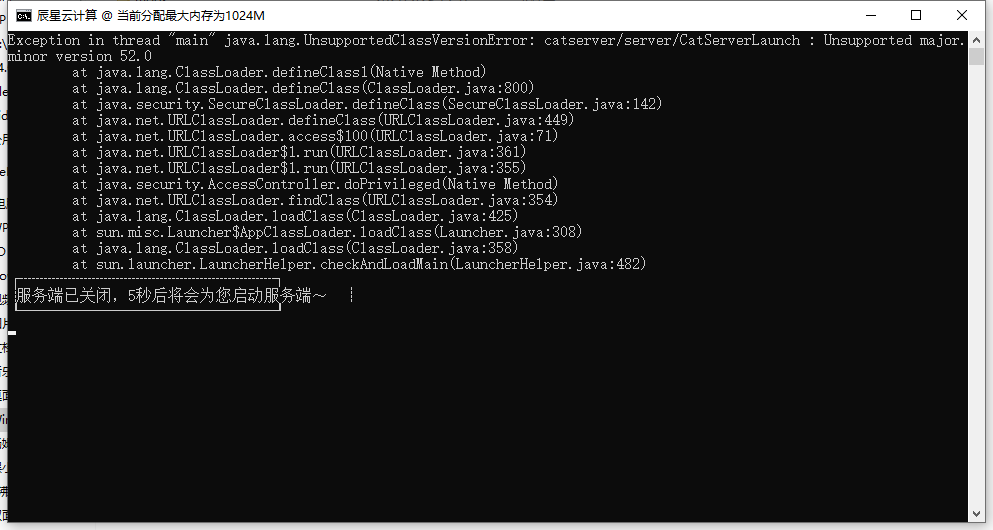 辰星云计算 @ 当前分配最大内存为1024M
Exception in thread "main" java.lang.UnsupportedClassVersionError: catserver/server/CatServerLaunch : Unsupported major.
minor version 52.0
at java.lang.ClassLoader.defineClass1(Native Method)
at java.lang.ClassLoader.defineClass(ClassLoader.java:800)
at java.security.SecureClassLoader.defineClass(SecureClassLoader.java:142)
at java.net.URLClassLoader.defineClass(URLClassLoader.java:449)
at java.net.URLClassLoader.access$100(URLClassLoader.java:71)
at java.net.URLClassLoader$1.run(URLClassLoader.java:361)
at java.net.URLClassLoader$1.run(URLClassLoader.java:355)
at java.security.AccessController.doPrivileged(Native Method)
at java.net.URLClassLoader.findClass(URLClassLoader.java:354)
at java.lang.ClassLoader.loadClass(ClassLoader.java:425)
at sun.misc.Launcher$AppClassLoader.loadClass(Launcher.java:308)
at java.lang.ClassLoader.loadClass(ClassLoader.java:358)
at sun.launcher.LauncherHelper.checkAndLoadMain(LauncherHelper.java:482)
服务端已关闭，5秒后将会为您启动服务端～